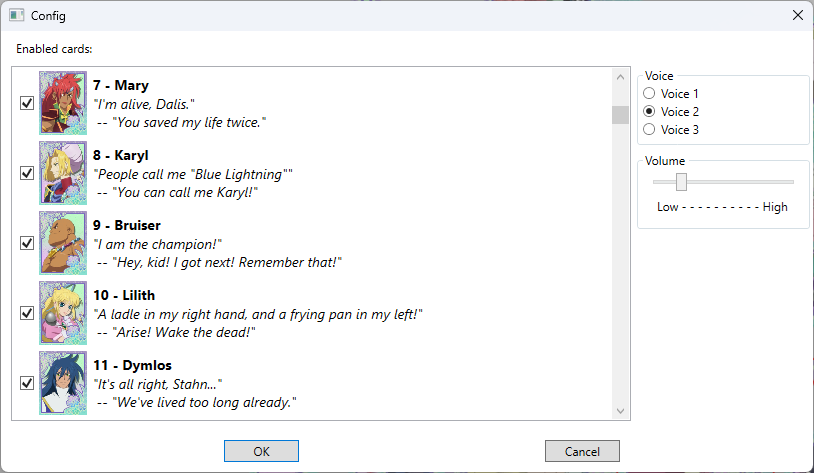 Config
Enabled cards:
7 - Mary
"I'm alive, Dalis."
-- "You saved my life twice."
8 - Karyl
"People call me "Blue Lightning""
-- "You can call me Karyl!"
9 - Bruiser
"I am the champion!"
-- "Hey, kid! I got next! Remember that!"
10 - Lilith
"A ladle in my right hand, and a frying pan in my left!"
-- "Arise! Wake the dead!"
11 - Dymlos
"It's all right, Stahn..."
-- "We've lived too long already."
Voice
Voice 1
Voice 2
Voice 3
Volume
Low - - - - - - - - - - High
OK
Cancel